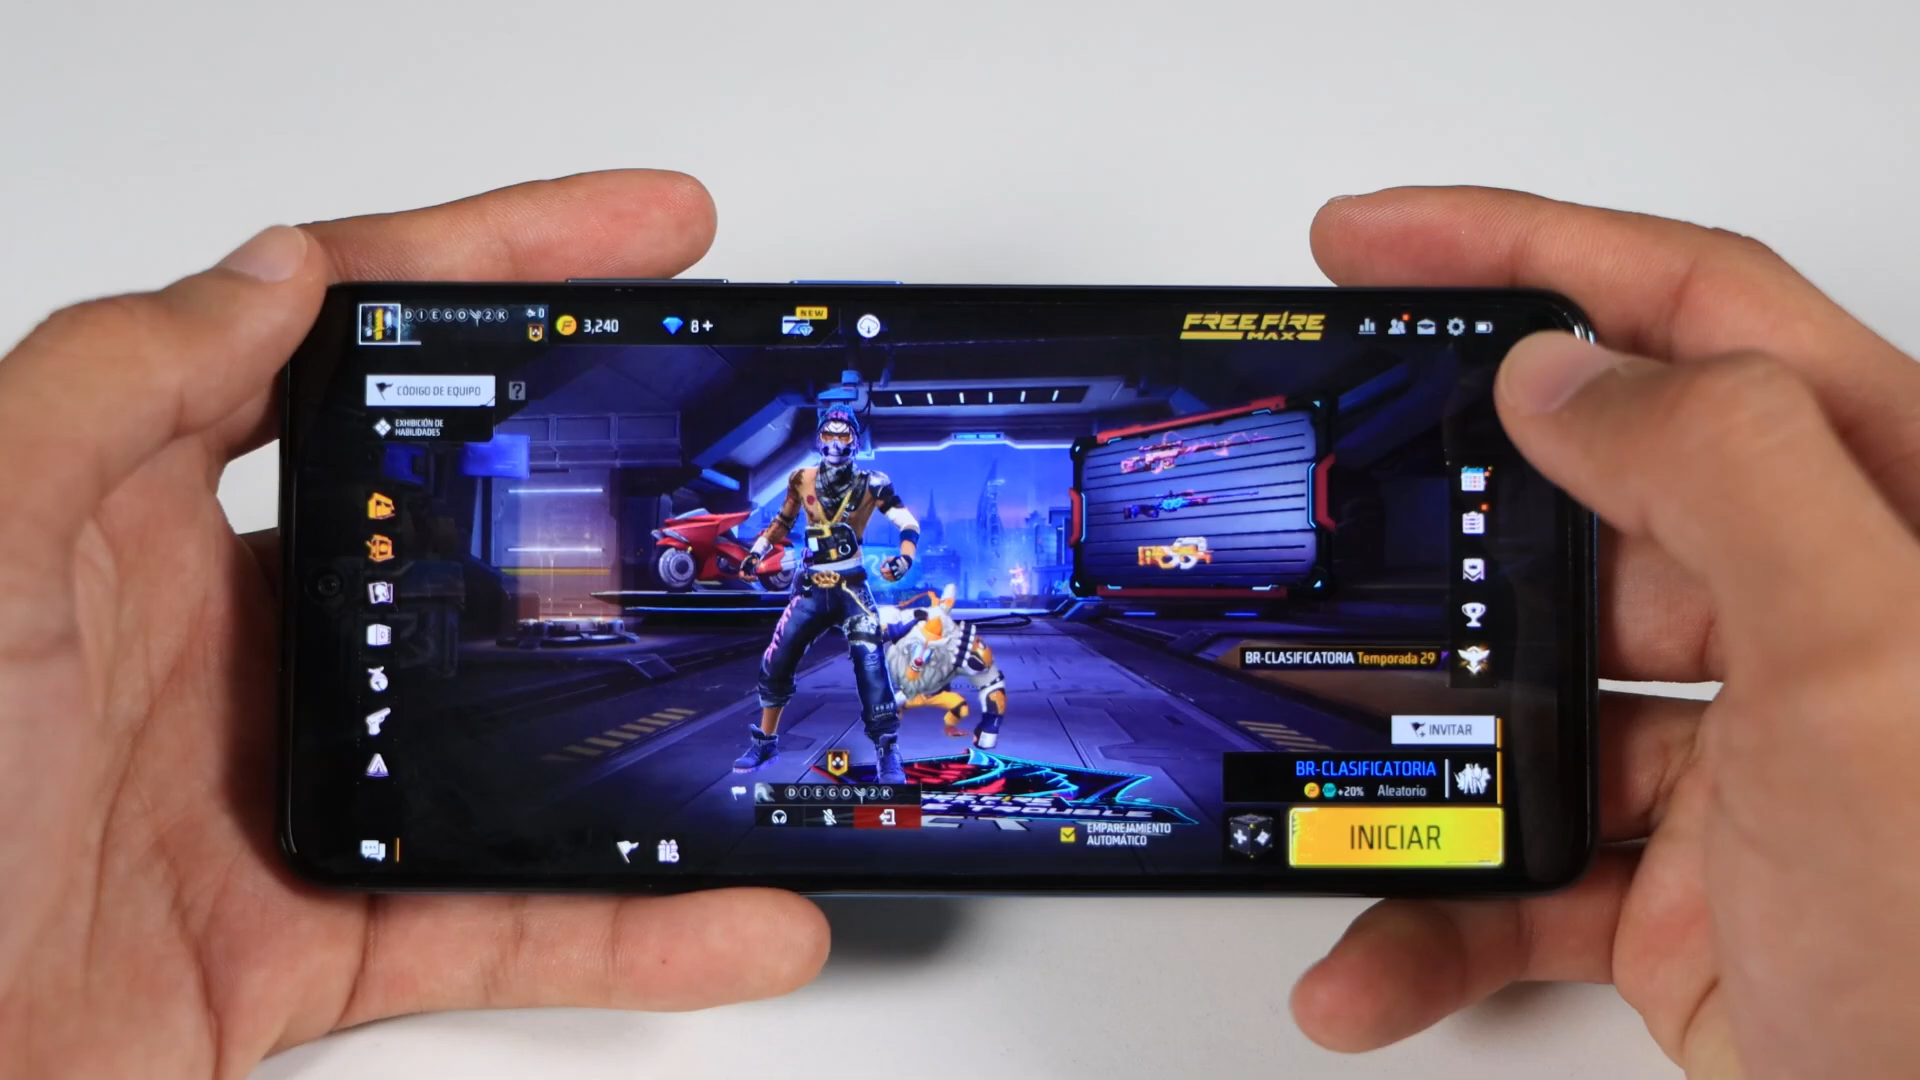 DIEGO 2K
0
3,240
8+
NEW
FREE FIRE
MAX
CÓDIGO DE EQUIPO
?
EXHIBICIÓN DE
HABILIDADES
BR-CLASIFICATORIA Temporada 29
INVITAR
BR-CLASIFICATORIA
+20% Aleatorio
DIEGO 2K
EMPAREJAMIENTO
AUTOMÁTICO
INICIAR